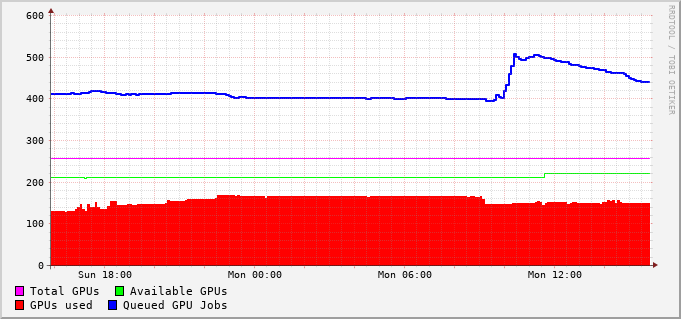 600
500
400
300
200
100
0
Sun 18:00 Mon 00:00 Mon 06:00 Mon 12:00
Total GPUs Available GPUs
GPUs used Queued GPU Jobs
RRDTOOL / TOBI OETIKER